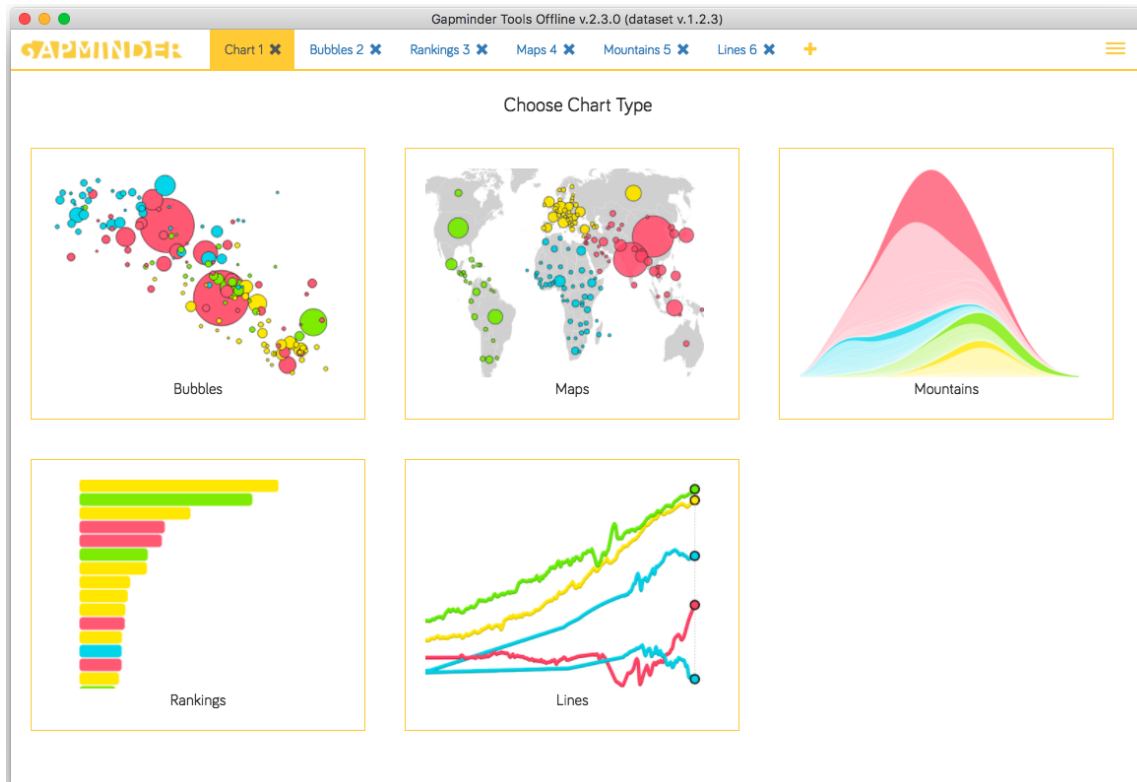 Gapminder Tools Offline v.2.3.0 (dataset v.1.2.3)
GAPMINDER Chart 1 ✖ Bubbles 2 ✖ Rankings 3 ✖ Maps 4 ✖ Mountains 5 ✖ Lines 6 ✖ +
Choose Chart Type
Bubbles
Maps
Mountains
Rankings
Lines